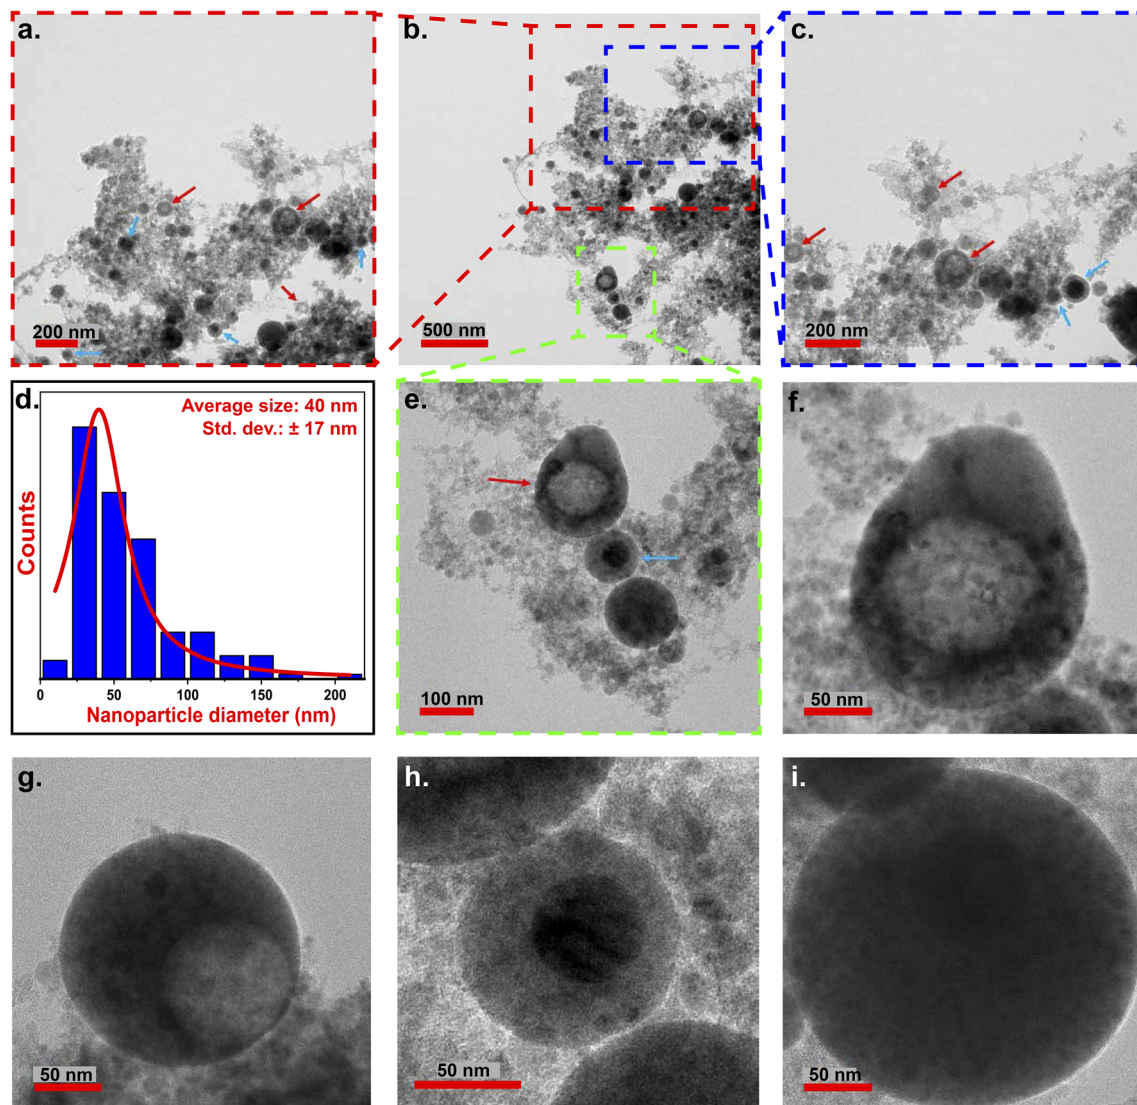 a.
200 nm
b.
500 nm
c.
200 nm
d.
Average size: 40 nm
Std. dev.: ± 17 nm
Counts
0 50 100 150 200
Nanoparticle diameter (nm)
e.
100 nm
f.
50 nm
g.
50 nm
h.
50 nm
i.
50 nm